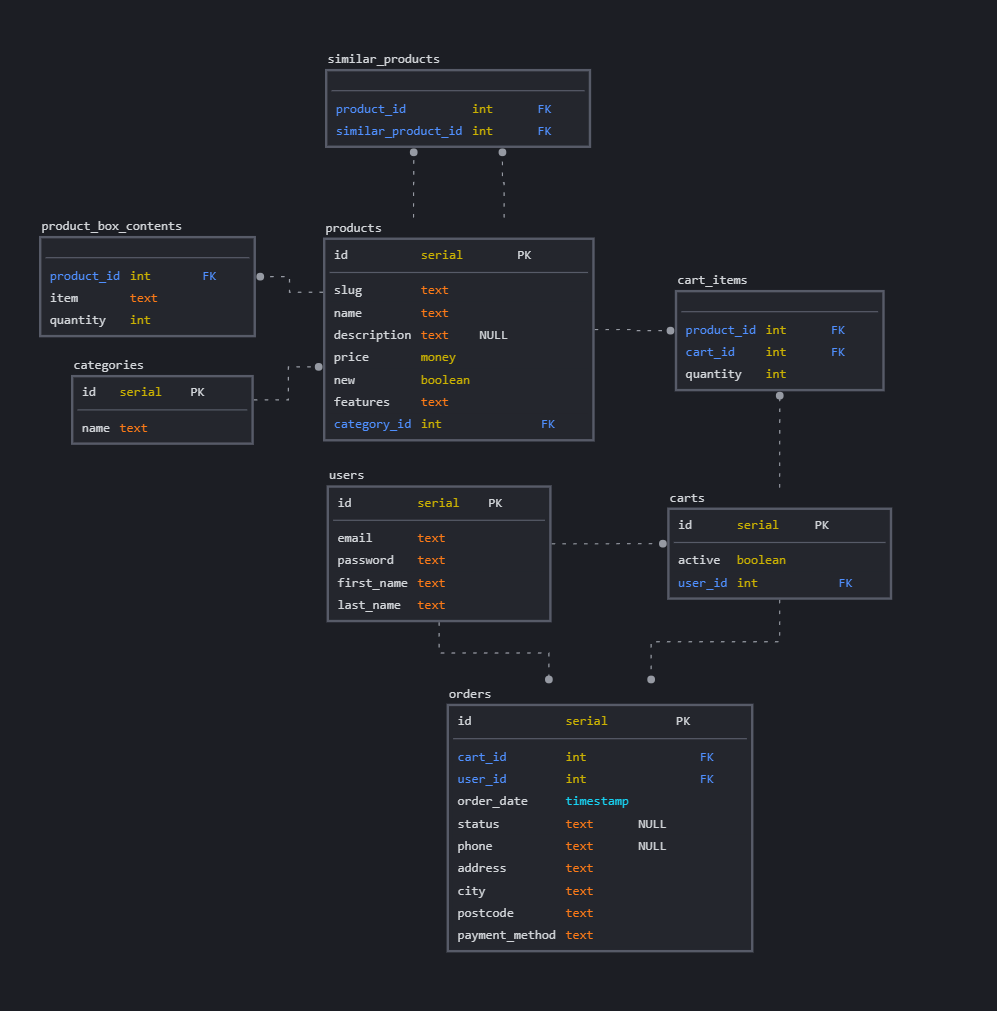 similar_products
product_id int FK
similar_product_id int FK
product_box_contents
product_id int FK
item text
quantity int
products
id serial PK
slug text
name text
description text NULL
price money
new boolean
features text
category_id int FK
cart_items
product_id int FK
cart_id int FK
quantity int
categories
id serial PK
name text
users
id serial PK
email text
password text
first_name text
last_name text
carts
id serial PK
active boolean
user_id int FK
orders
id serial PK
cart_id int FK
user_id int FK
order_date timestamp
status text NULL
phone text NULL
address text
city text
postcode text
payment_method text